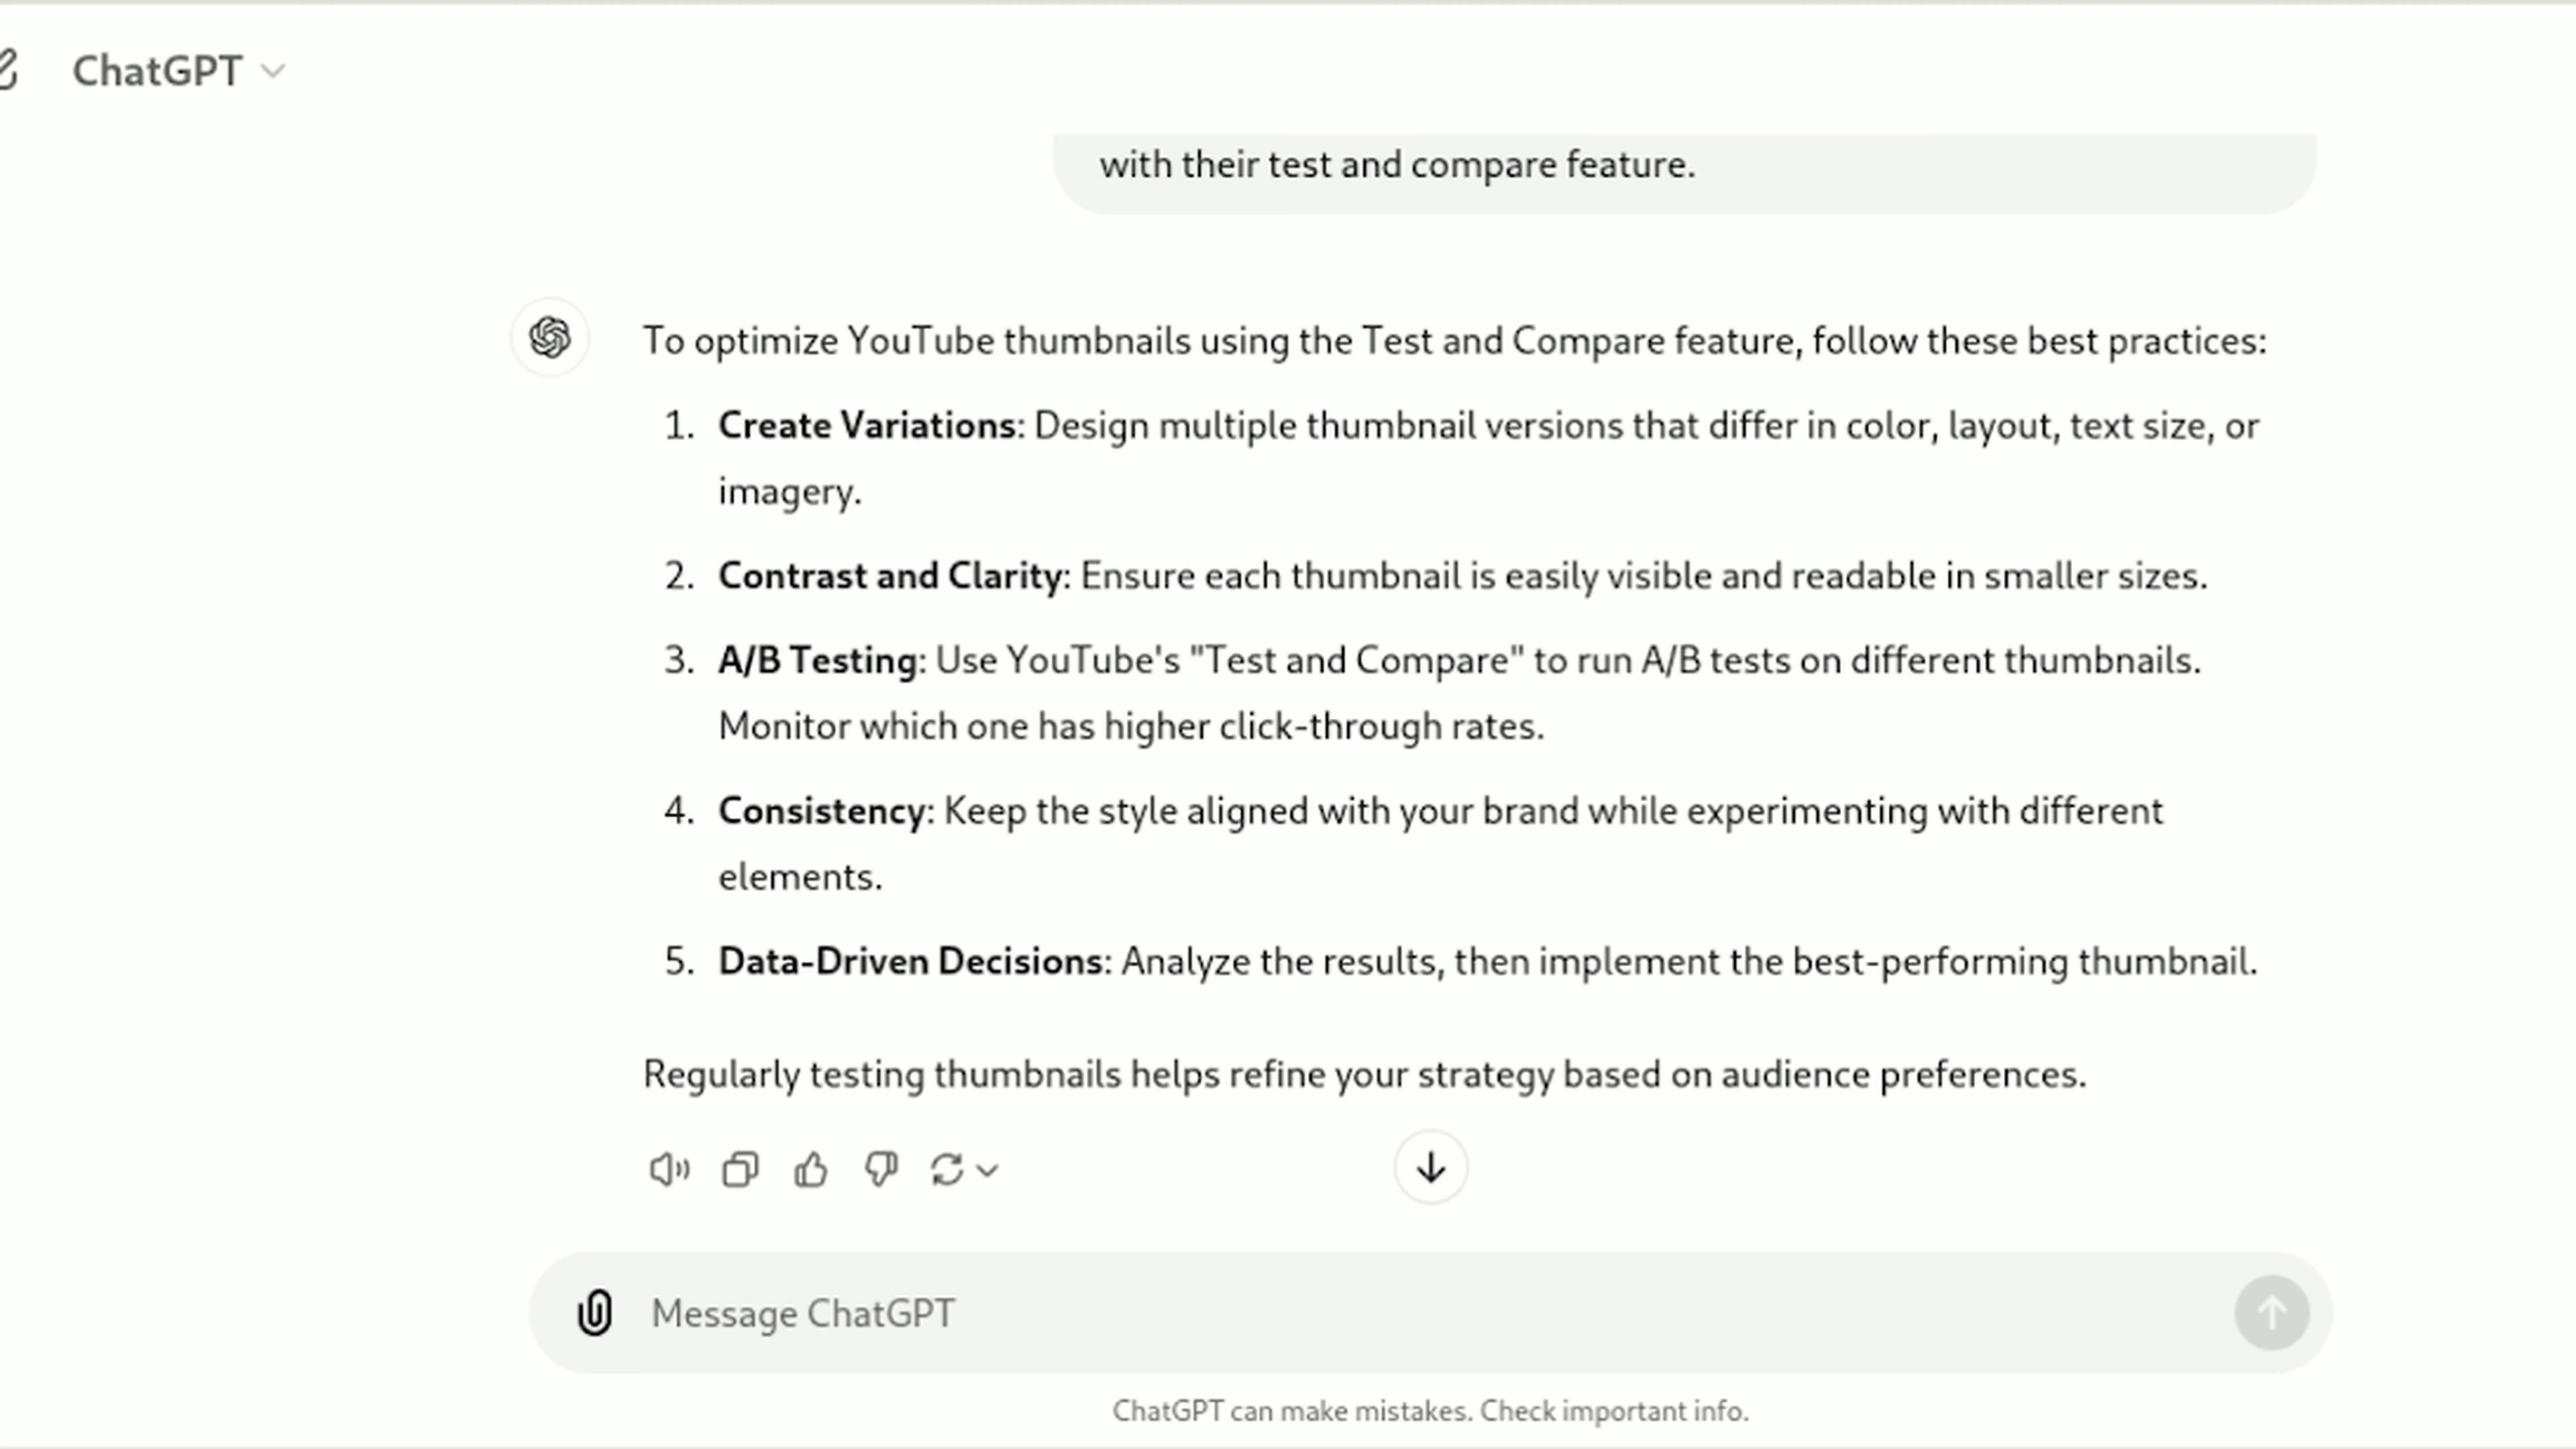 ChatGPT
with their test and compare feature.
To optimize YouTube thumbnails using the Test and Compare feature, follow these best practices:
1. Create Variations: Design multiple thumbnail versions that differ in color, layout, text size, or
imagery.
2. Contrast and Clarity: Ensure each thumbnail is easily visible and readable in smaller sizes.
3. A/B Testing: Use YouTube's "Test and Compare" to run A/B tests on different thumbnails.
Monitor which one has higher click-through rates.
4. Consistency: Keep the style aligned with your brand while experimenting with different
elements.
5. Data-Driven Decisions: Analyze the results, then implement the best-performing thumbnail.
Regularly testing thumbnails helps refine your strategy based on audience preferences.
Message ChatGPT
ChatGPT can make mistakes. Check important info.